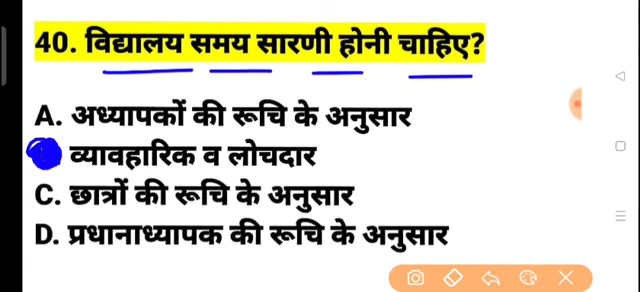 40. विद्यालय समय सारणी होनी चाहिए?
A. अध्यापकों की रूचि के अनुसार
व्यावहारिक व लोचदार
C. छात्रों की रूचि के अनुसार
D. प्रधानाध्यापक की रूचि के अनुसार